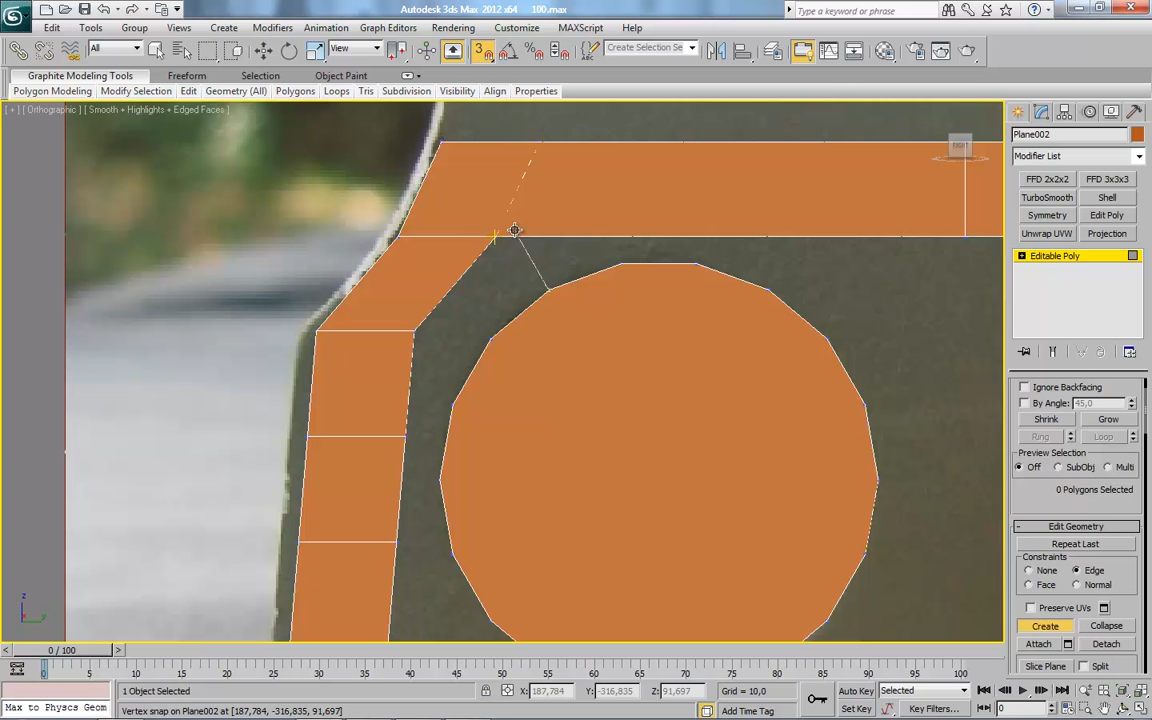 Autodesk 3ds Max 2012 x64 100.max
Type a keyword or phrase
Edit Tools Group Views Create Modifiers Animation Graph Editors Rendering Customize MAXScript Help
All View 3 Create Selection Se
Graphite Modeling Tools Freeform Selection Object Paint
Polygon Modeling Modify Selection Edit Geometry (All) Polygons Loops Tris Subdivision Visibility Align Properties
[ + ] [ Orthographic ] [ Smooth + Highlights + Edged Faces ]
RIGHT
Plane002
Modifier List
FFD 2x2x2 FFD 3x3x3
TurboSmooth Shell
Symmetry Edit Poly
Unwrap UVW Projection
Editable Poly
Ignore Backfacing
By Angle: 45,0
Shrink Grow
Ring Loop
Preview Selection
Off SubObj Multi
0 Polygons Selected
Edit Geometry
Repeat Last
Constraints
None Edge
Face Normal
Preserve UVs
Create Collapse
Attach Detach
Slice Plane Split
z
y
0 / 100
0 5 10 15 20 25 30 35 40 45 50 55 60 65 70 75 80 85 90 95 100
1 Object Selected X: 187,784 Y: -316,835 Z: 91,697 Grid = 10,0 Auto Key Selected
Max to Physcs Geom Vertex snap on Plane002 at [187,784, -316,835, 91,697] Add Time Tag Set Key Key Filters... 0